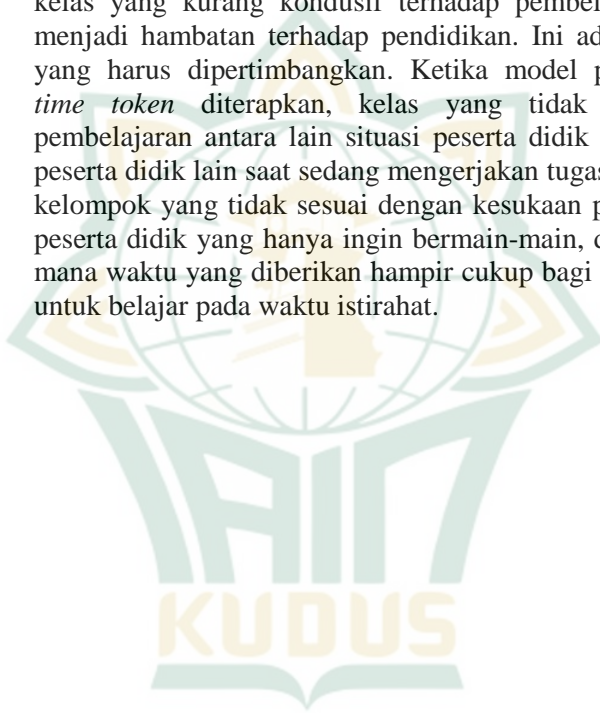 kelas yang kurang kondusif terhadap
menjadi hambatan terhadap pendidikan. Ini
yang harus dipertimbangkan. Ketika model
time token diterapkan, kelas yang tidak
pembelajaran antara lain situasi peserta didik
peserta didik lain saat sedang mengerjakan tugas
kelompok yang tidak sesuai dengan kesukaan
peserta didik yang hanya ingin bermain-main,
mana waktu yang diberikan hampir cukup bagi
untuk belajar pada waktu istirahat.
IAIN
KUDUS